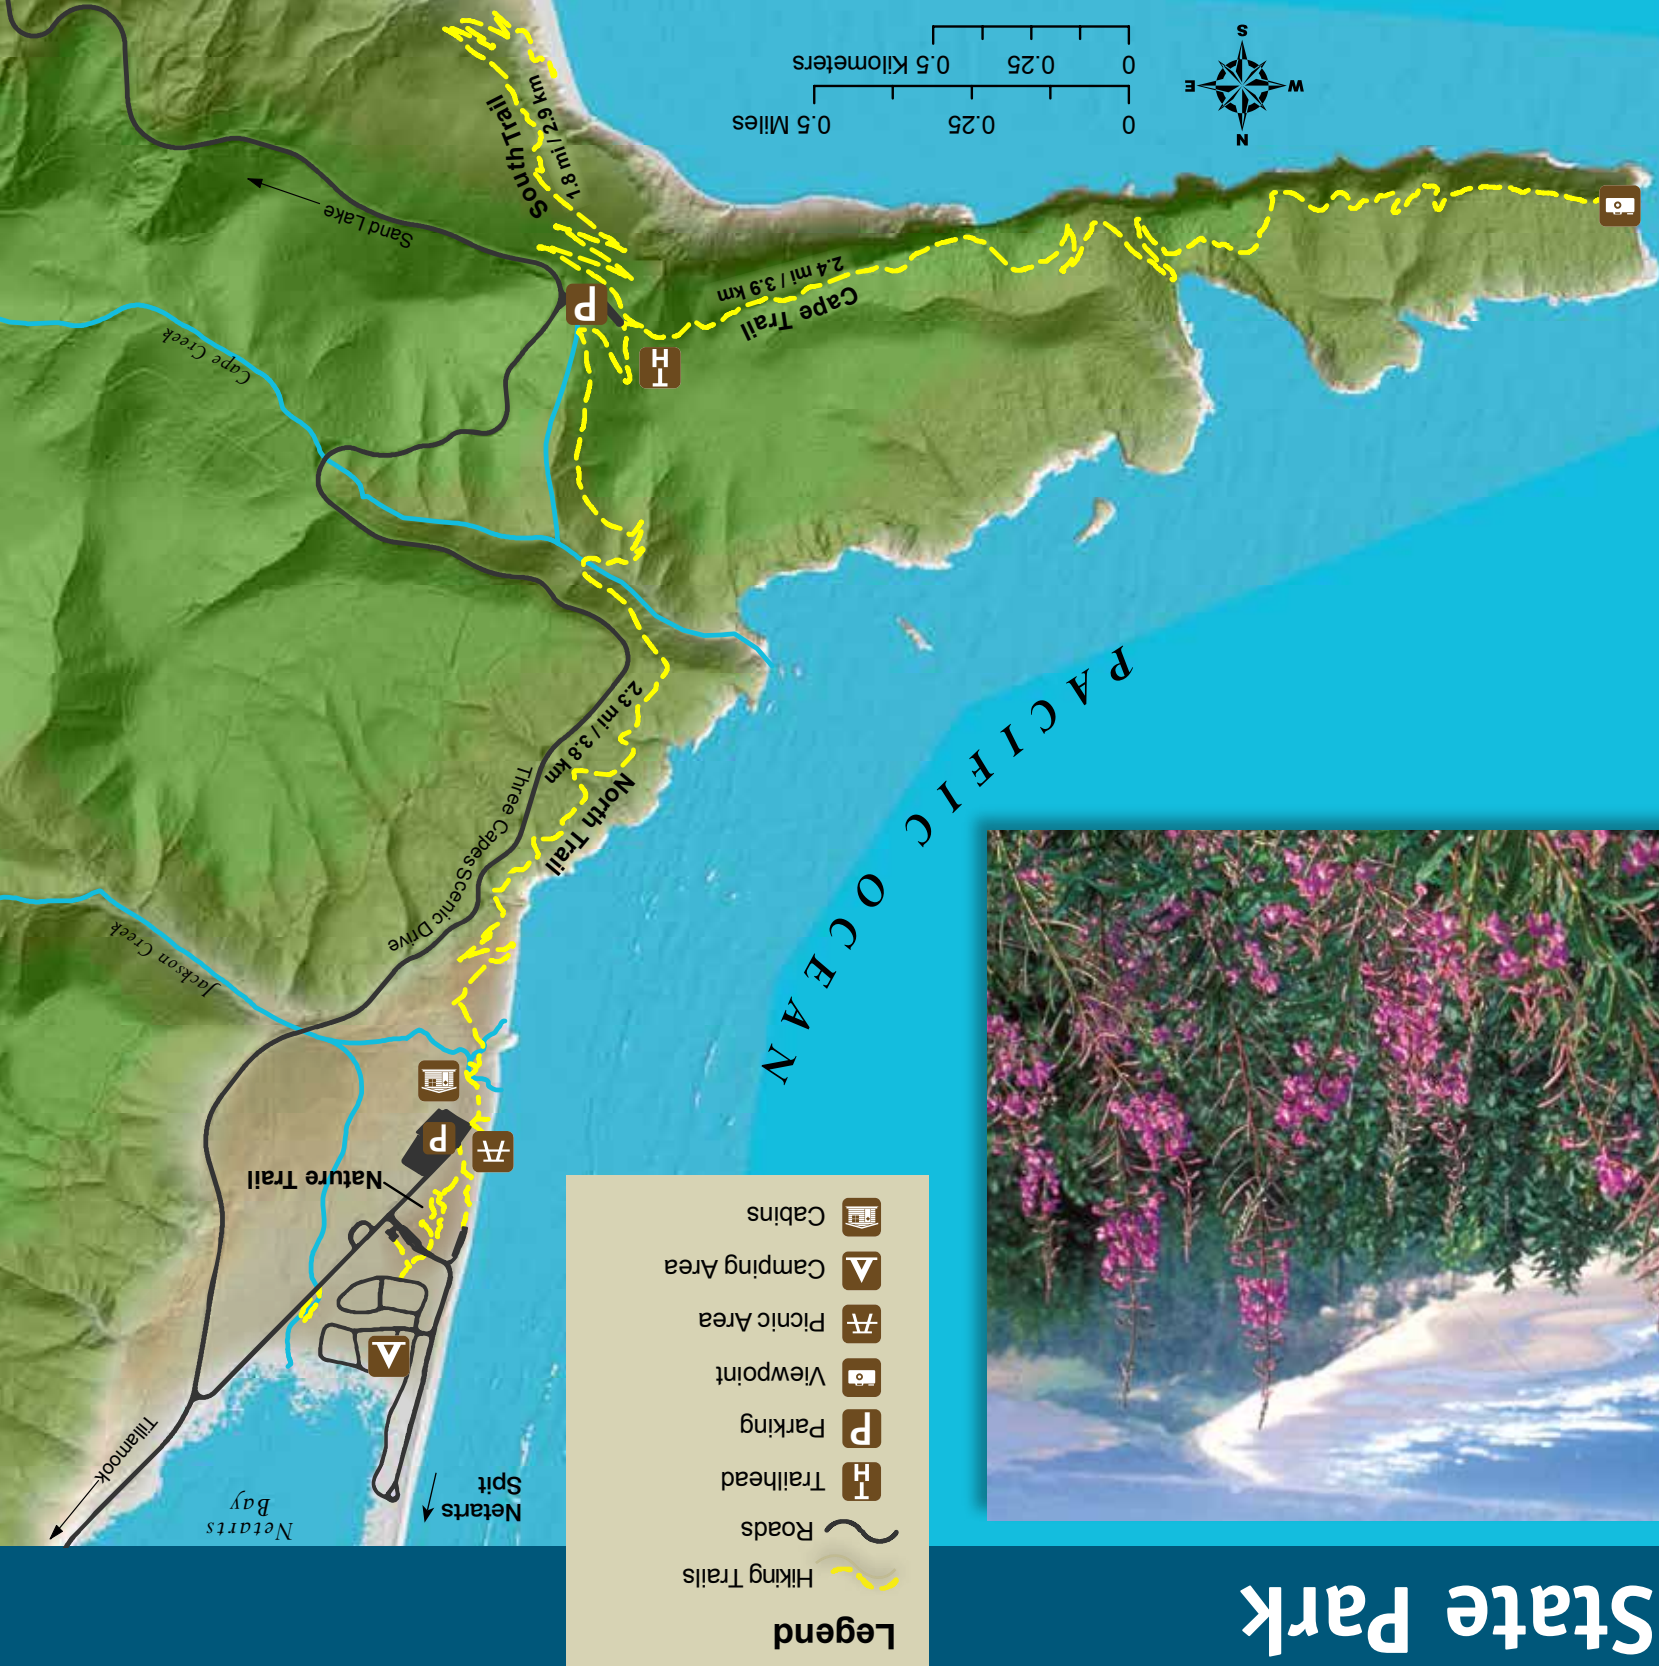 State Park
Legend
Hiking Trails
Roads
Trailhead
Parking
Viewpoint
Picnic Area
Camping Area
Cabins
Netarts
Spit
Netarts
Bay
Tillamook
Nature Trail
P
Jackson Creek
Three Capes Scenic Drive
North Trail
2.3 mi / 3.8 km
PACIFIC OCEAN
TH
P
Cape Creek
Cape Trail
2.4 mi / 3.9 km
Sand Lake
South Trail
1.8 mi / 2.9 km
N
W
E
S
0 0.25 0.5 Miles
0 0.25 0.5 Kilometers